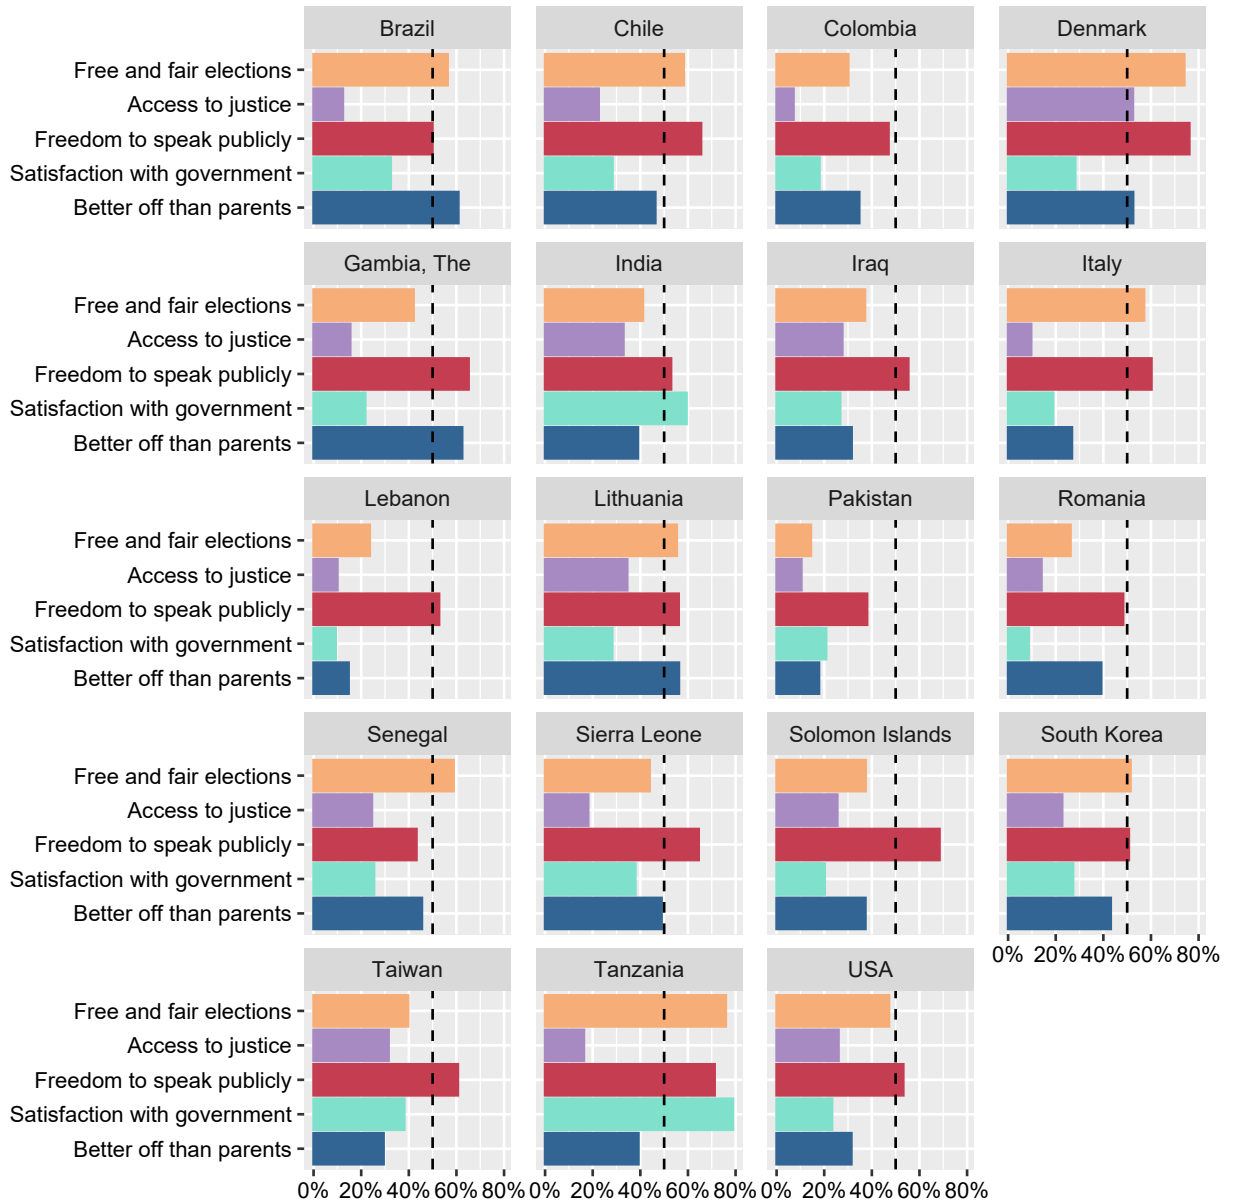 Brazil Chile Colombia Denmark
Free and fair elections
Access to justice
Freedom to speak publicly
Satisfaction with government
Better off than parents
Gambia, The India Iraq Italy
Free and fair elections
Access to justice
Freedom to speak publicly
Satisfaction with government
Better off than parents
Lebanon Lithuania Pakistan Romania
Free and fair elections
Access to justice
Freedom to speak publicly
Satisfaction with government
Better off than parents
Senegal Sierra Leone Solomon Islands South Korea
Free and fair elections
Access to justice
Freedom to speak publicly
Satisfaction with government
Better off than parents
0% 20% 40% 60% 80%
Taiwan Tanzania USA
Free and fair elections
Access to justice
Freedom to speak publicly
Satisfaction with government
Better off than parents
0% 20% 40% 60% 80% 0% 20% 40% 60% 80% 0% 20% 40% 60% 80%